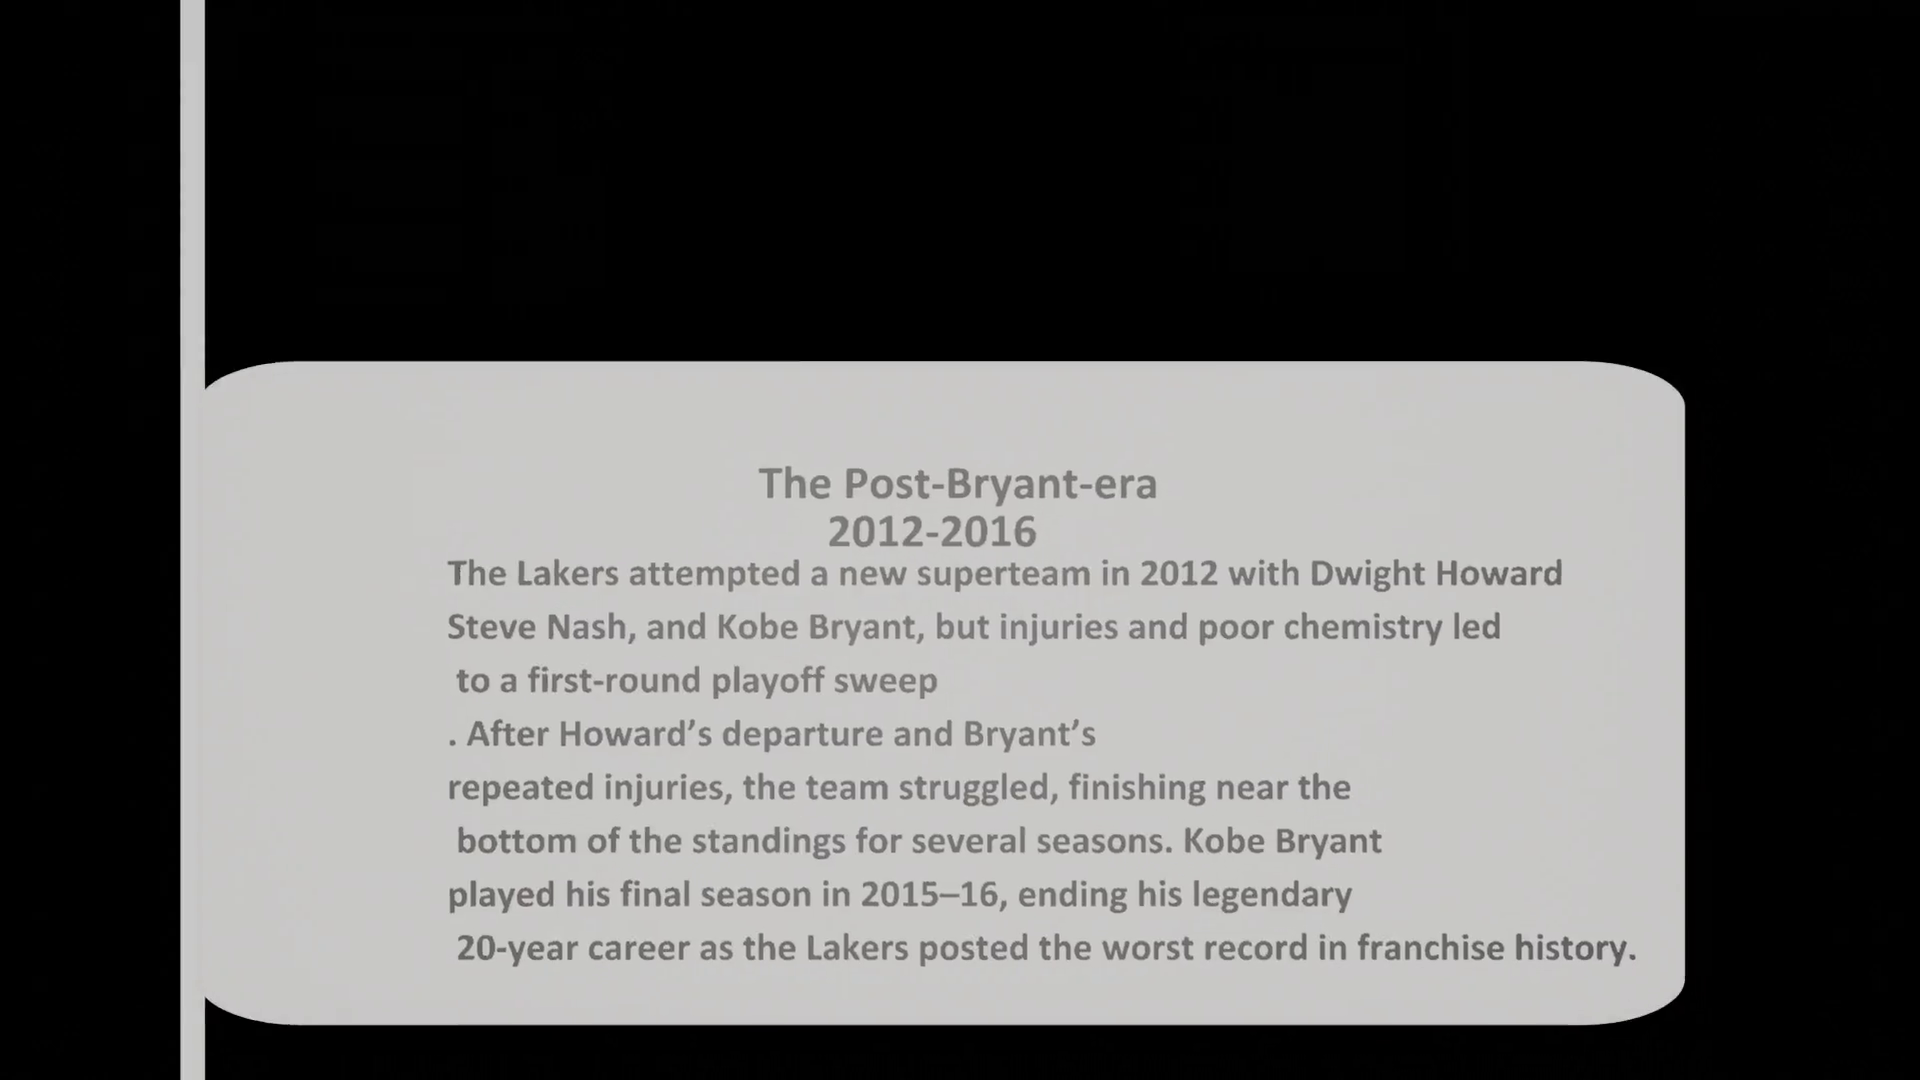 The Post-Bryant-era
2012-2016
The Lakers attempted a new superteam in 2012 with Dwight Howard
Steve Nash, and Kobe Bryant, but injuries and poor chemistry led
to a first-round playoff sweep
. After Howard’s departure and Bryant’s
repeated injuries, the team struggled, finishing near the
bottom of the standings for several seasons. Kobe Bryant
played his final season in 2015–16, ending his legendary
20-year career as the Lakers posted the worst record in franchise history.